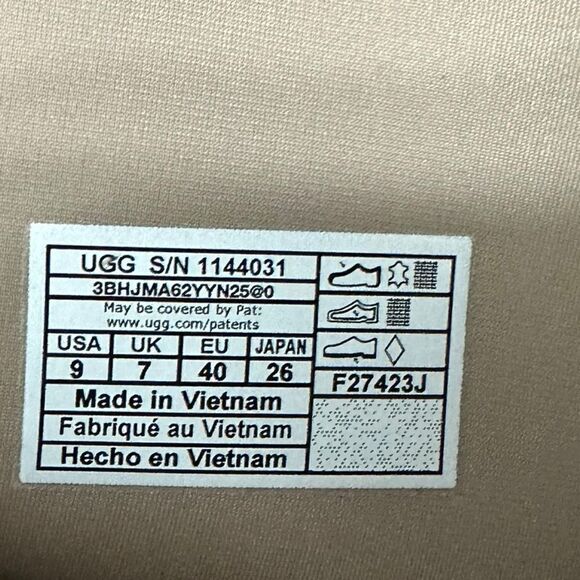 UGG S/N 1144031
3BHJMA62YYN25@0
May be covered by Pat:
www.ugg.com/patents
USA UK EU JAPAN
9 7 40 26
F27423J
Made in Vietnam
Fabriqué au Vietnam
Hecho en Vietnam